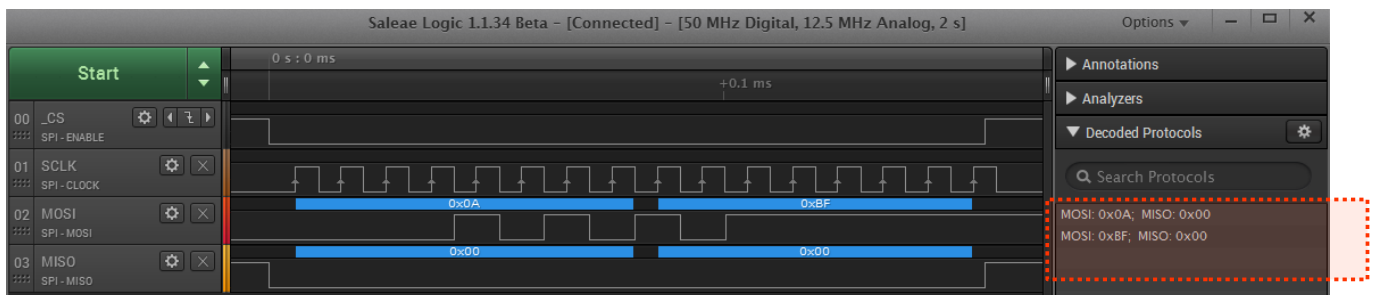 Saleae Logic 1.1.34 Beta - [Connected] - [50 MHz Digital, 12.5 MHz Analog, 2 s]
Options
Start
0 s : 0 ms
+0.1 ms
Annotations
Analyzers
Decoded Protocols
Search Protocols
00 _CS
SPI - ENABLE
01 SCLK
SPI - CLOCK
02 MOSI
SPI - MOSI
0x0A 0xBF
03 MISO
SPI - MISO
0x00 0x00
MOSI: 0x0A; MISO: 0x00
MOSI: 0xBF; MISO: 0x00